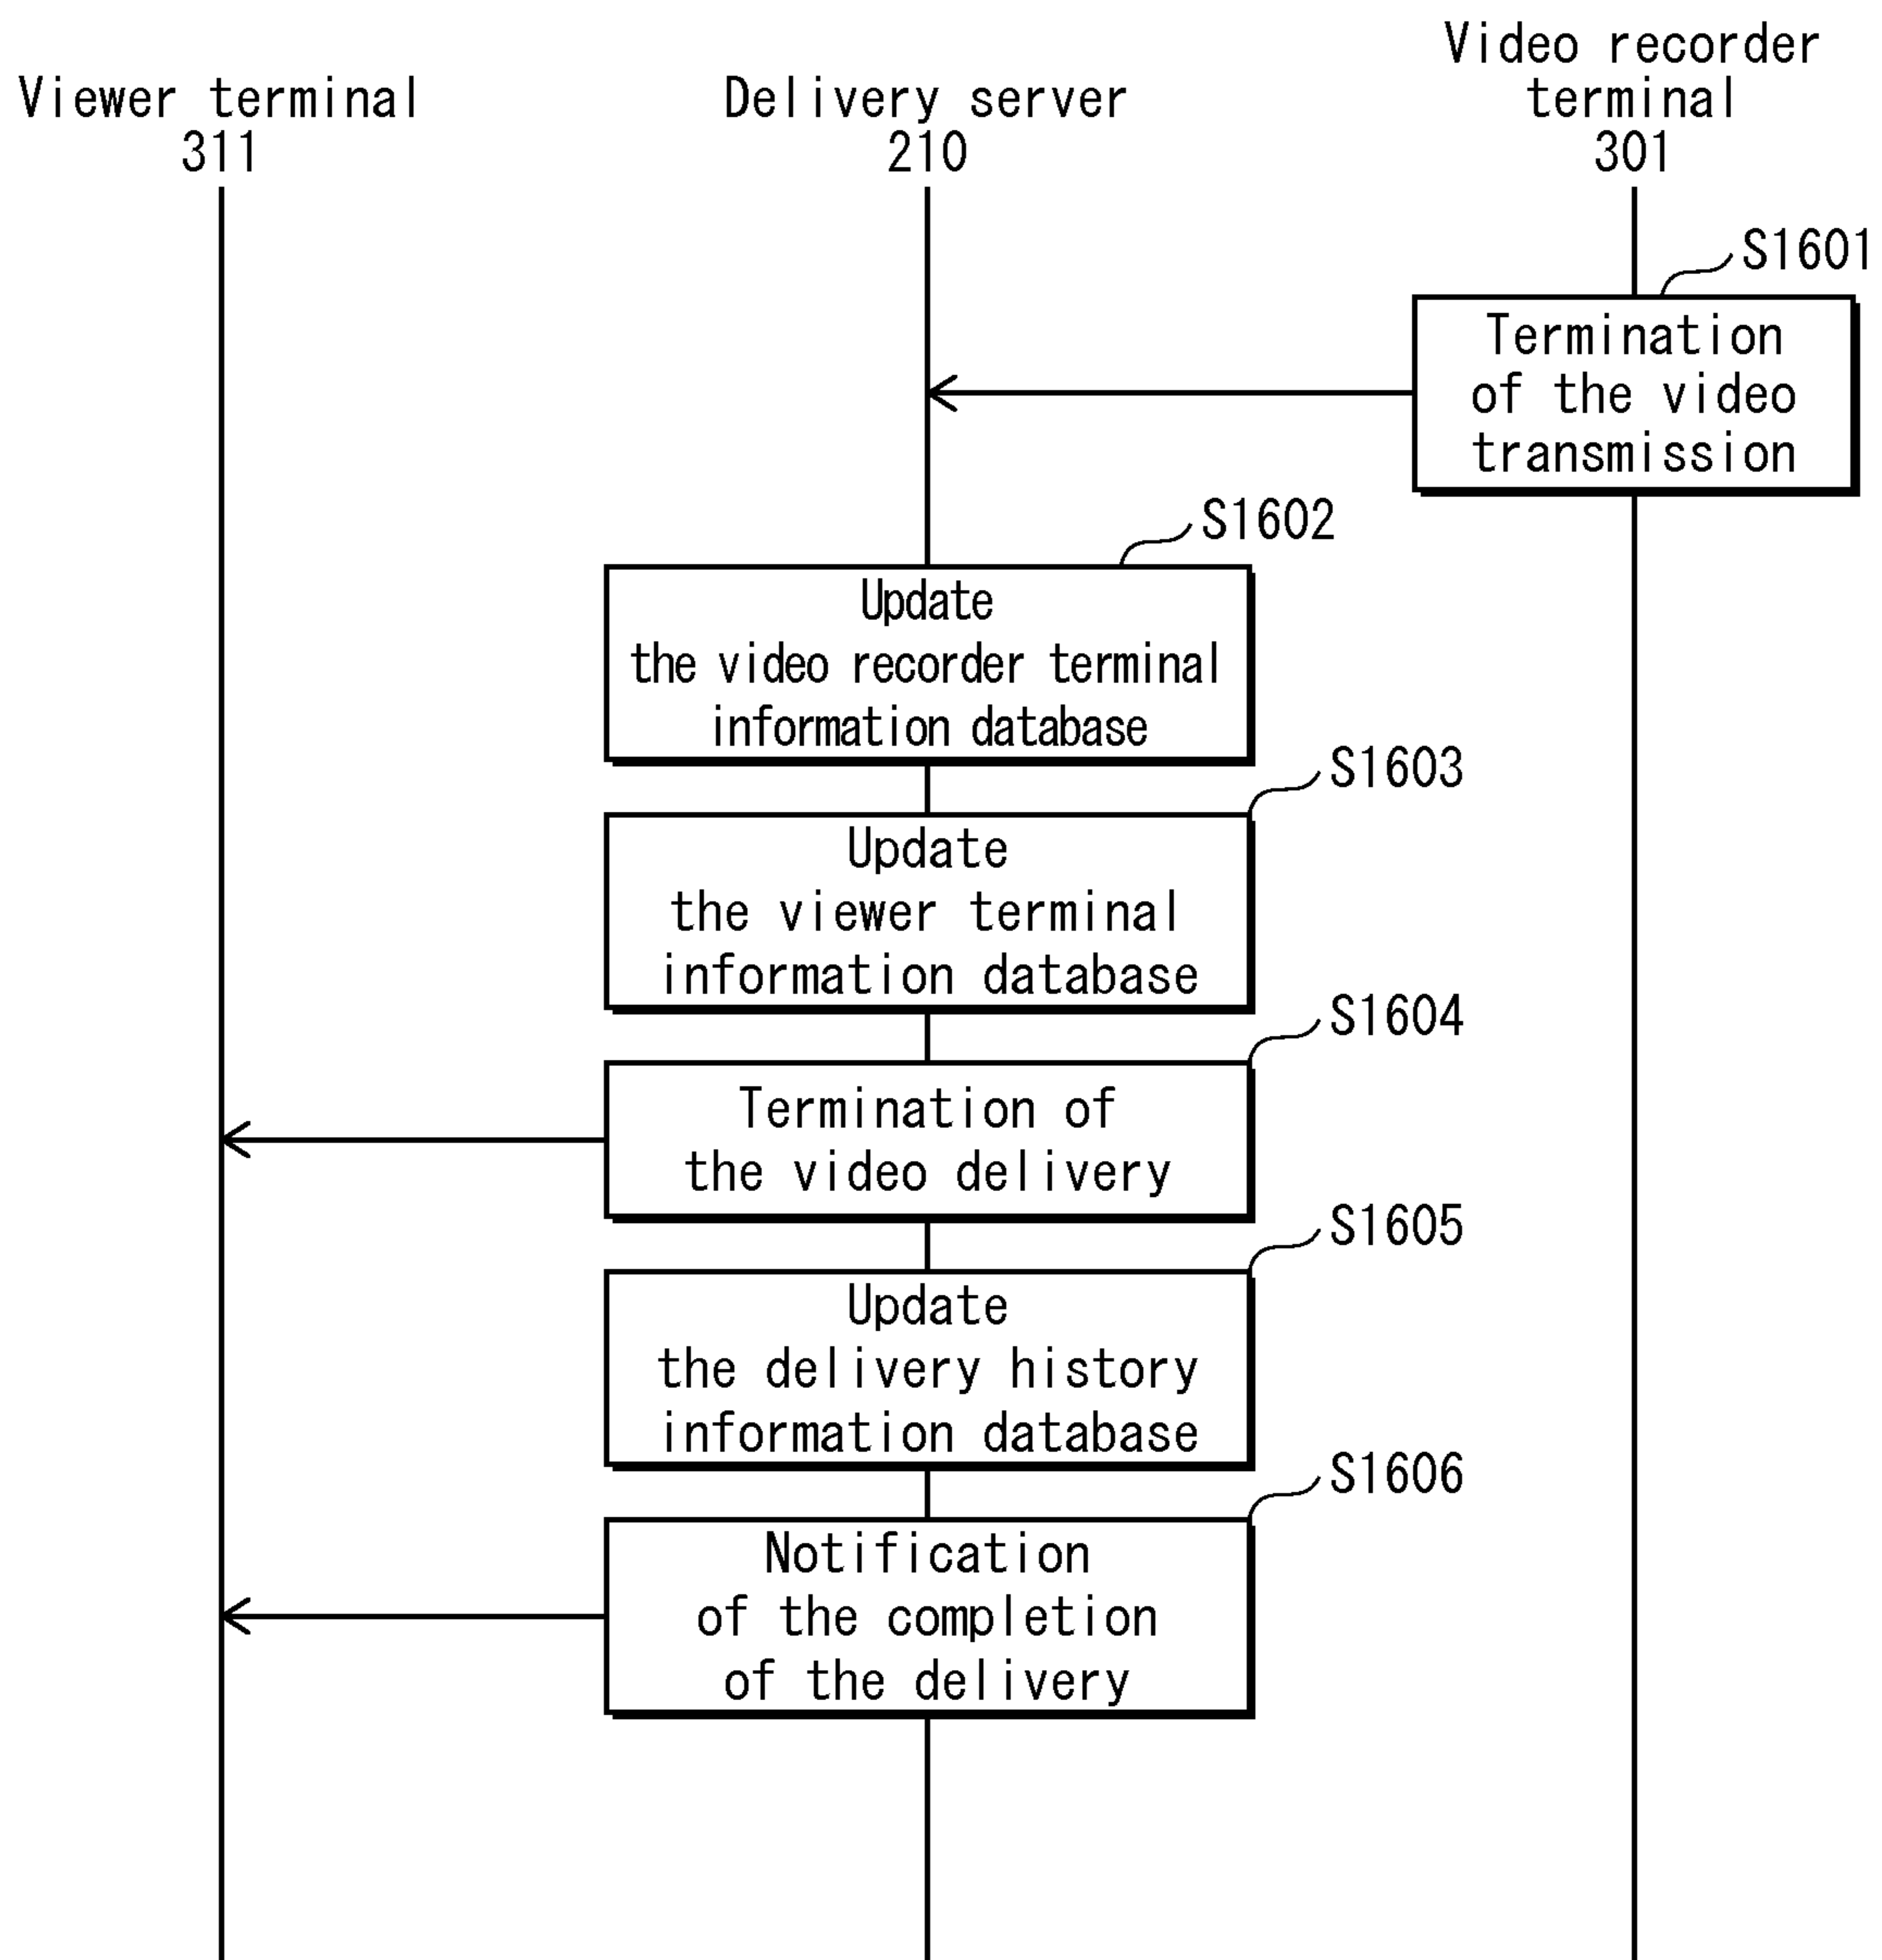 Viewer terminal
311
Delivery server
210
Video recorder
terminal
301
S1601
Termination
of the video
transmission
S1602
Update
the video recorder terminal
information database
S1603
Update
the viewer terminal
information database
S1604
Termination of
the video delivery
S1605
Update
the delivery history
information database
S1606
Notification
of the completion
of the delivery